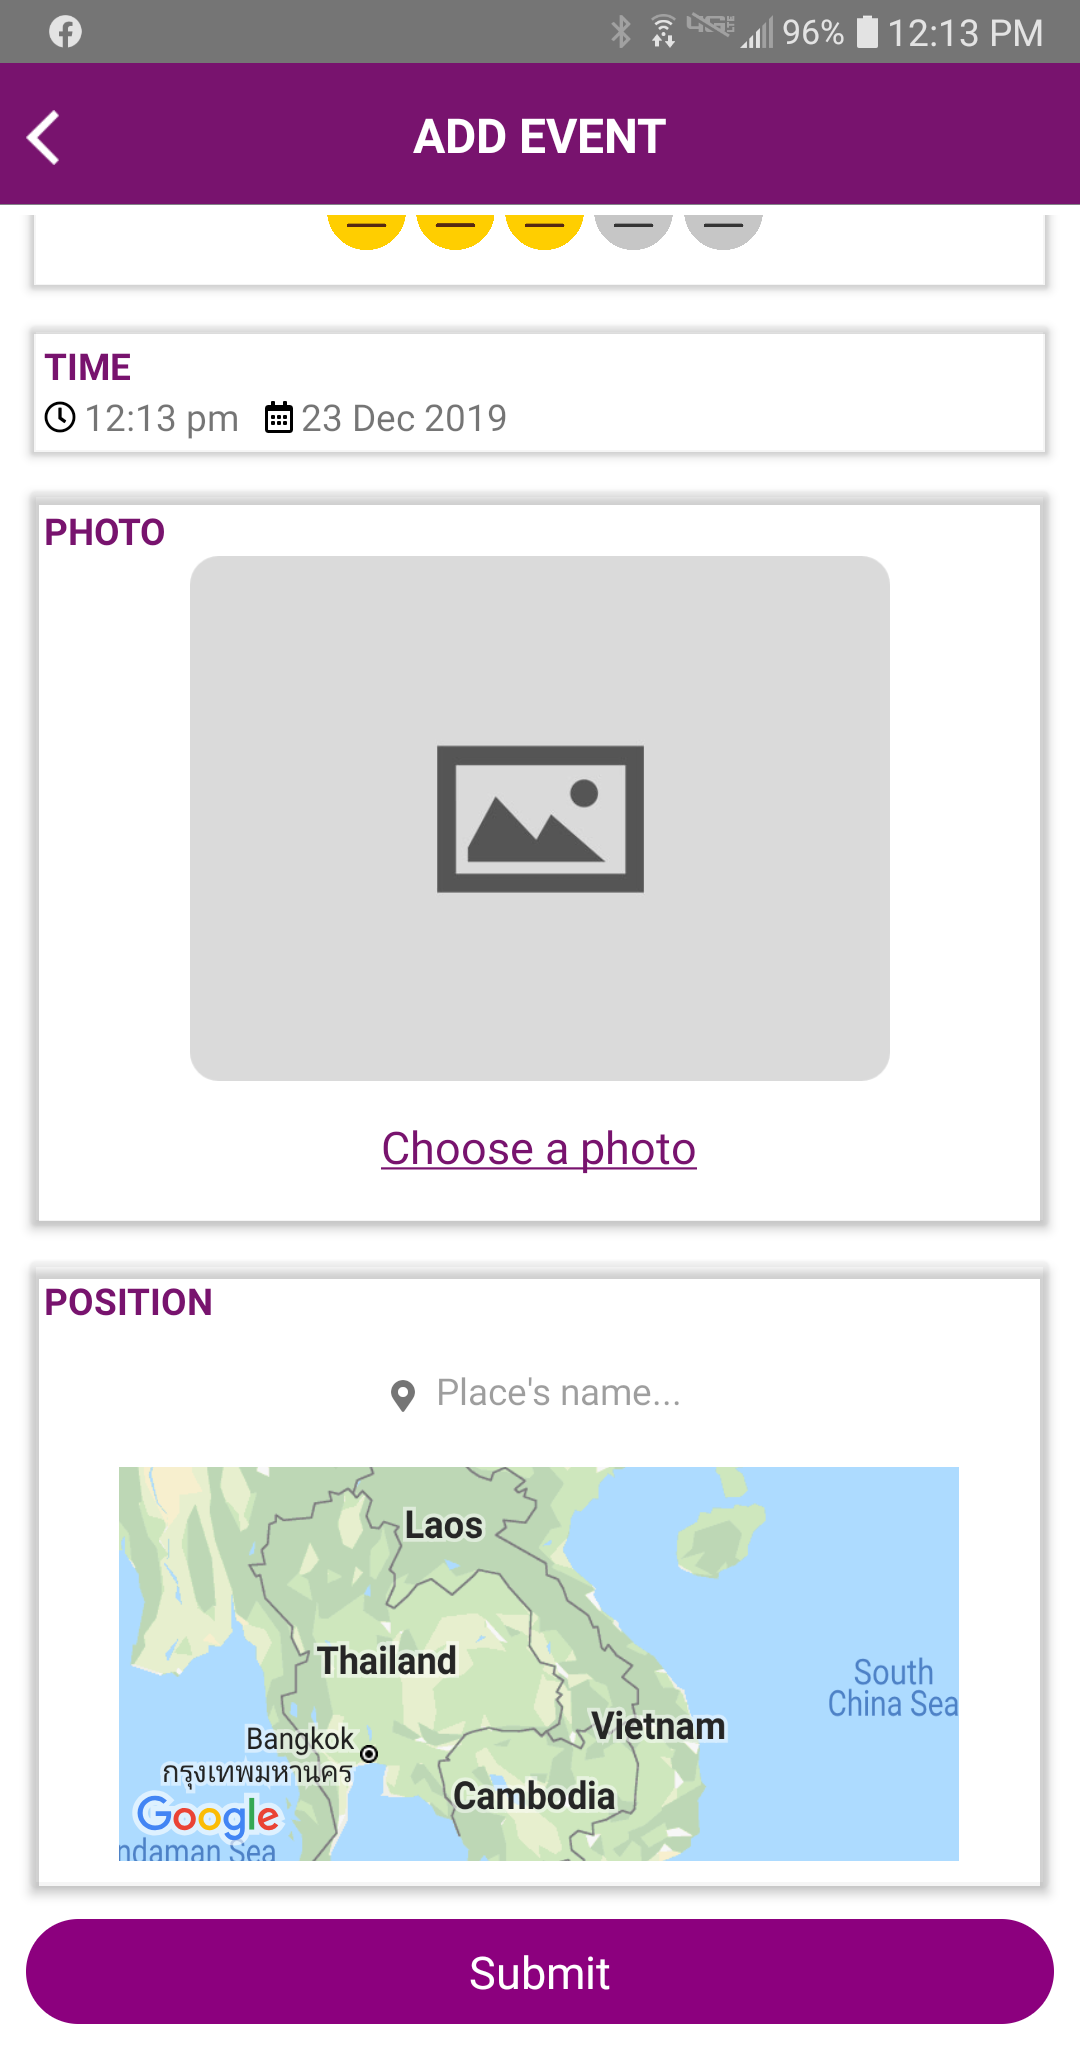 96% 12:13 PM
ADD EVENT
TIME
12:13 pm 23 Dec 2019
PHOTO
Choose a photo
POSITION
Place's name...
Laos
Thailand
South
China Sea
Vietnam
Bangkok
กรุงเทพมหานคร
Cambodia
Google
ndaman Sea
Submit